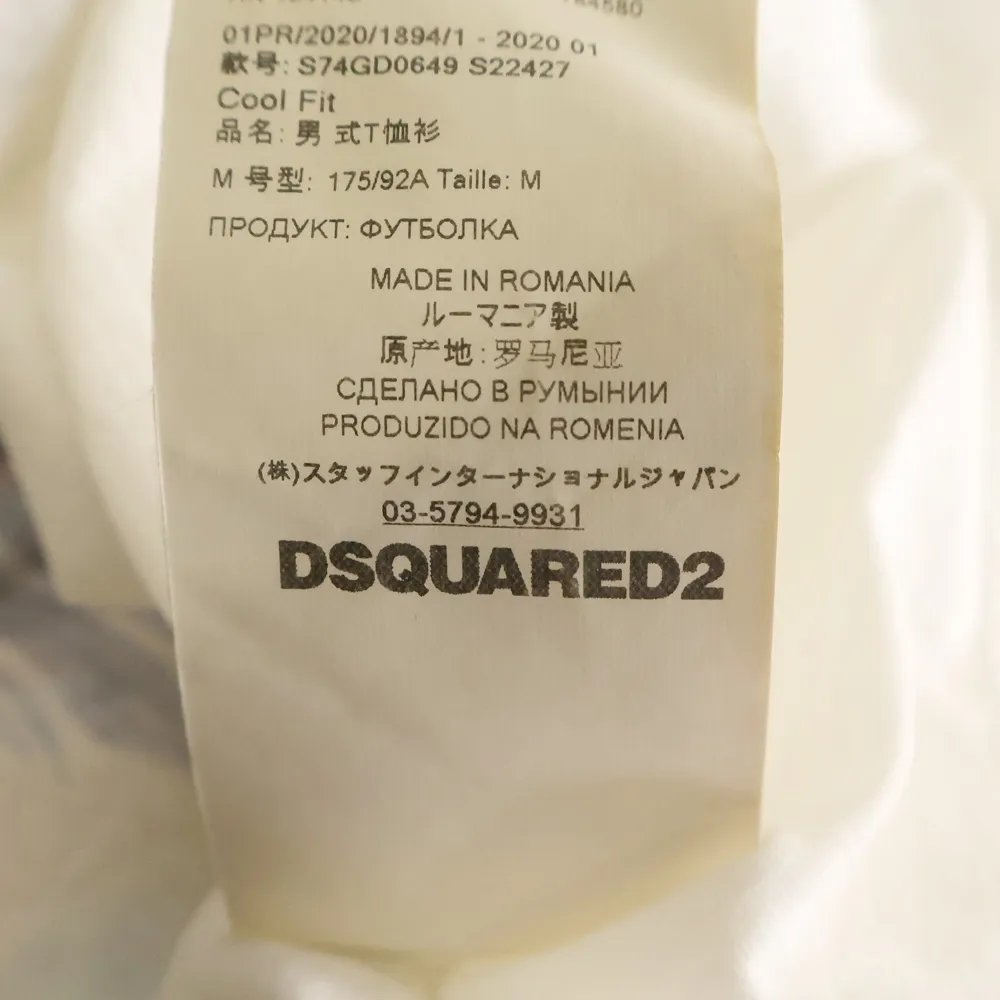 01PR/2020/1894/1 - 2020 01
款号: S74GD0649 S22427
Cool Fit
品名: 男 式T恤衫
M 号型: 175/92A Taille: M
ПРОДУКТ: ФУТБОЛКА
MADE IN ROMANIA
ルーマニア製
原产地:罗马尼亚
СДЕЛАНО В РУМЫНИИ
PRODUZIDO NA ROMENIA
(株)スタッフインターナショナルジャパン
03-5794-9931
DSQUARED2